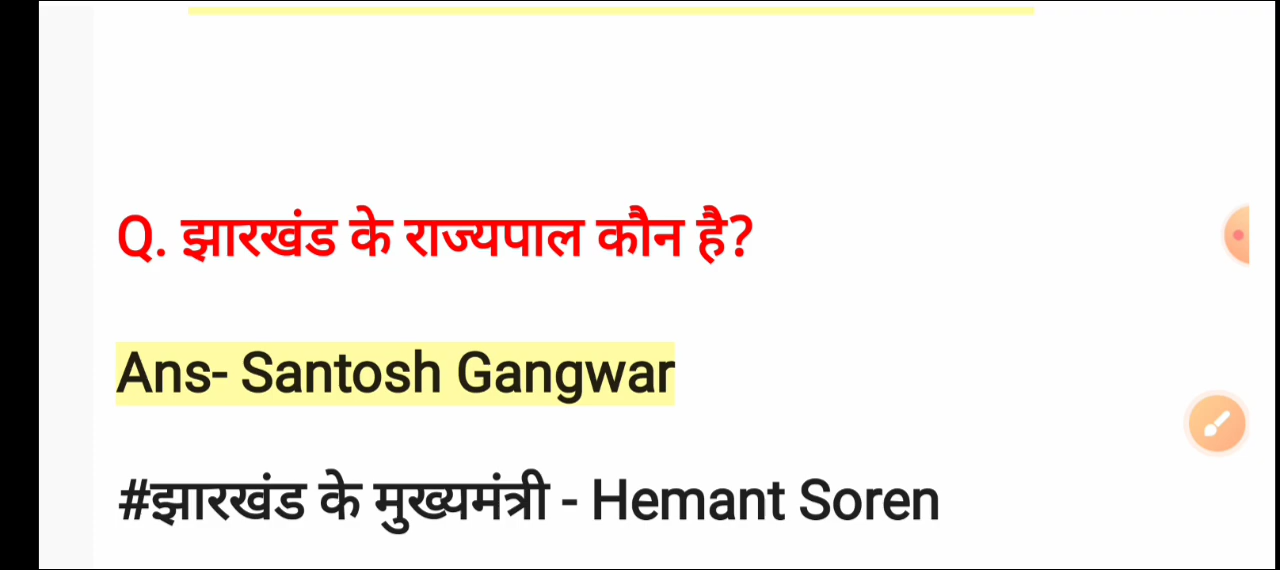 Q. झारखंड के राज्यपाल कौन है?
Ans- Santosh Gangwar
#झारखंड के मुख्यमंत्री - Hemant Soren